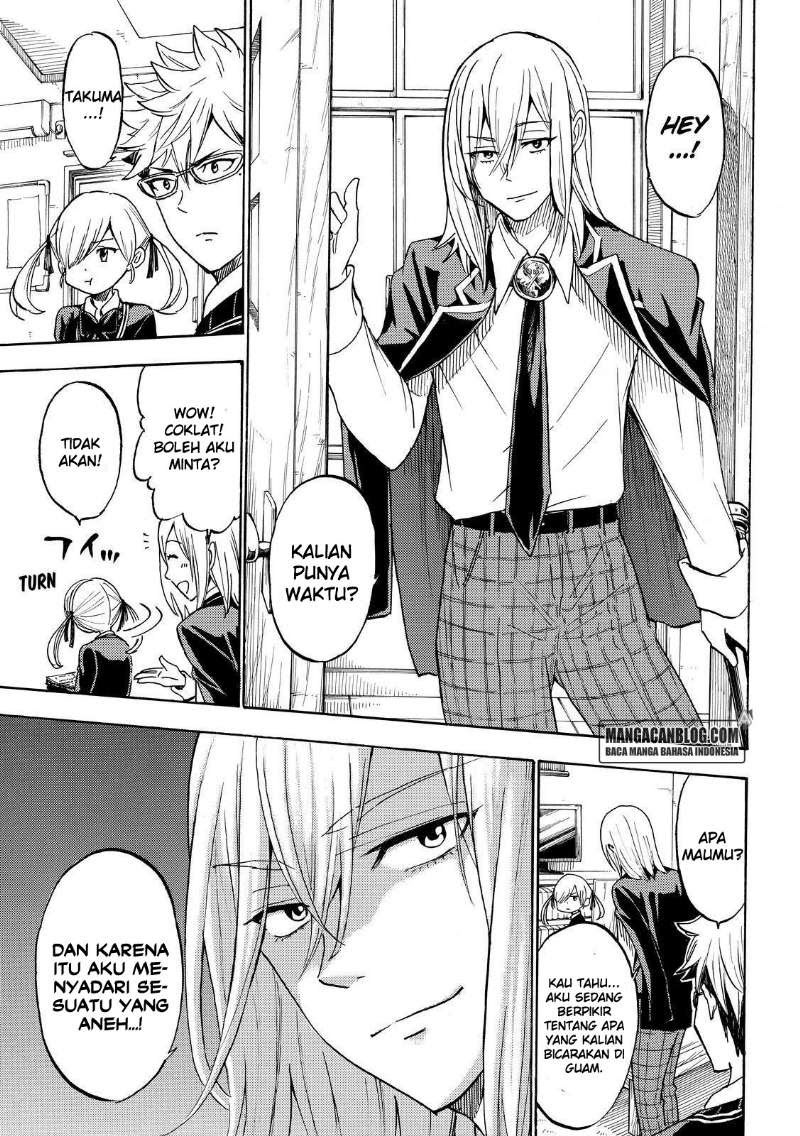 HEY
...!
KALIAN
PUNYA
WAKTU?
TAKUMA
...!
WOW!
COKLAT!
BOLEH AKU
MINTA?
TIDAK
AKAN!
フイ,,,
TURN
MANGACANBLOG.COM
BACA MANGA BAHASA INDONESIA
APA
MAUMU?
KAU TAHU...
AKU SEDANG
BERPIKIR
TENTANG APA
YANG KALIAN
BICARAKAN DI
GUAM.
DAN KARENA
ITU AKU ME-
NYADARI SE-
SUATU YANG
ANEH...!